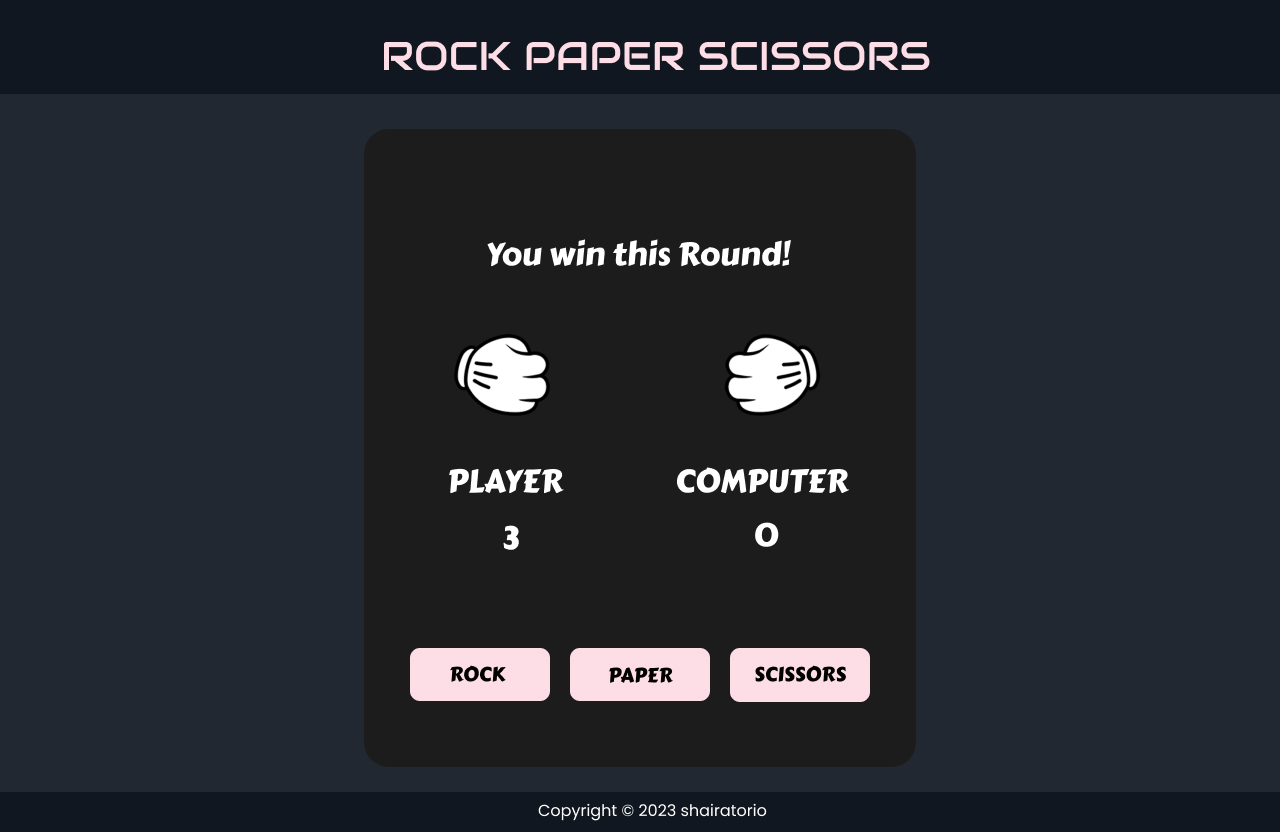 ROCK PAPER SCISSORS
You win this Round!
PLAYER COMPUTER
3 0
ROCK PAPER SCISSORS
Copyright © 2023 shairatorio